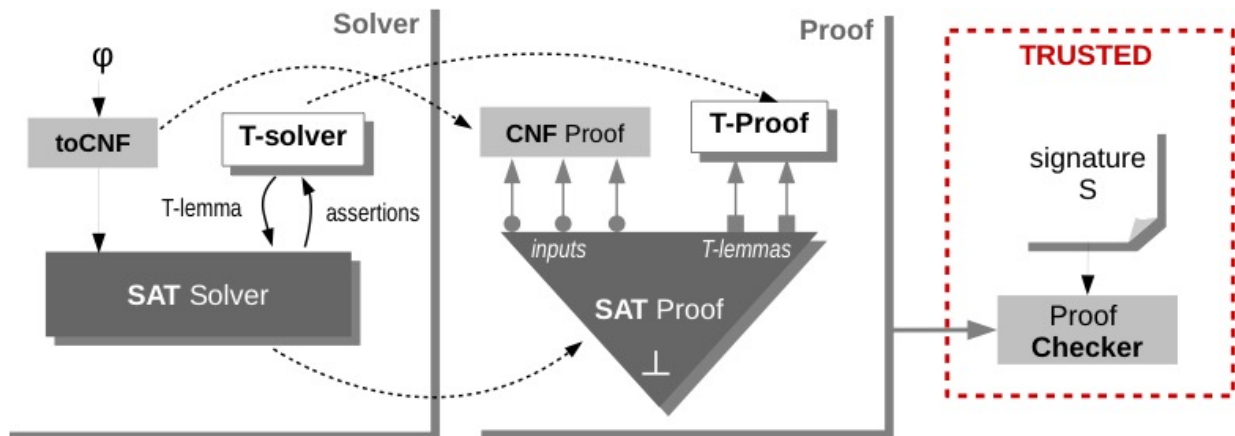 Solver
φ
toCNF
T-solver
T-lemma
assertions
SAT Solver
Proof
CNF Proof
T-Proof
inputs
T-lemmas
SAT Proof
⊥
TRUSTED
signature
S
Proof
Checker